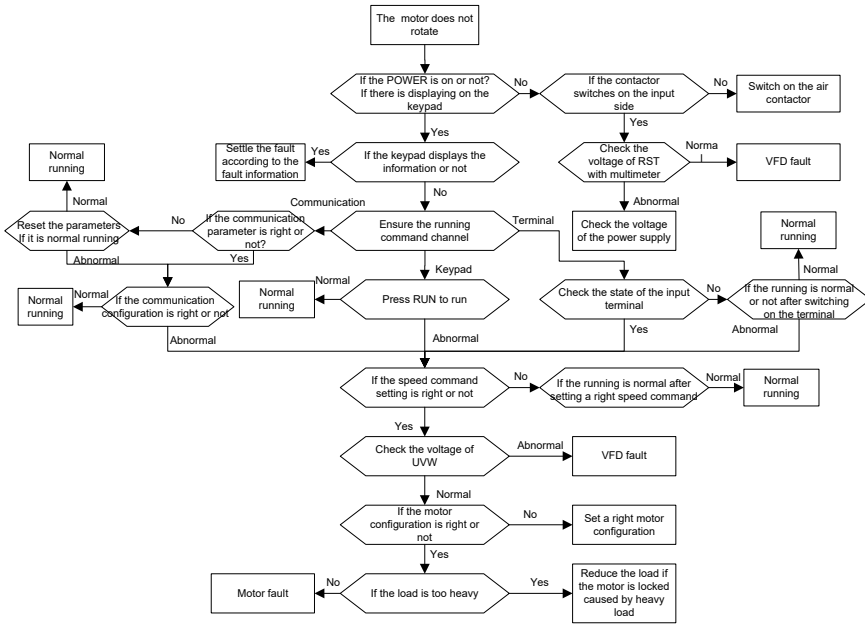 The motor does not
rotate
If the POWER is on or not?
If there is displaying on the
keypad
No
If the contactor
switches on the input
side
No
Switch on the air
contactor
Yes
Yes
Settle the fault
according to the
fault information
Yes
If the keypad displays the
information or not
Check the
voltage of RST
with multimeter
Norma
VFD fault
Normal
running
No
Abnormal
Normal
Communication
Reset the parameters
If it is normal running
No
If the communication
parameter is right or
not?
Ensure the running
command channel
Terminal
Check the voltage
of the power supply
Normal
running
Abnormal
Yes
Keypad
Normal
Normal
running
Normal
If the communication
configuration is right or not
Normal
running
Normal
Press RUN to run
Check the state of the input
terminal
No
If the running is normal
or not after switching
on the terminal
Abnormal
Abnormal
Yes
Abnormal
If the speed command
setting is right or not
No
If the running is normal after
setting a right speed command
Normal
Normal
running
Yes
Check the voltage of
UVW
Abnormal
VFD fault
Normal
If the motor
configuration is right or
not
No
Set a right motor
configuration
Yes
Motor fault
No
If the load is too heavy
Yes
Reduce the load if
the motor is locked
caused by heavy
load